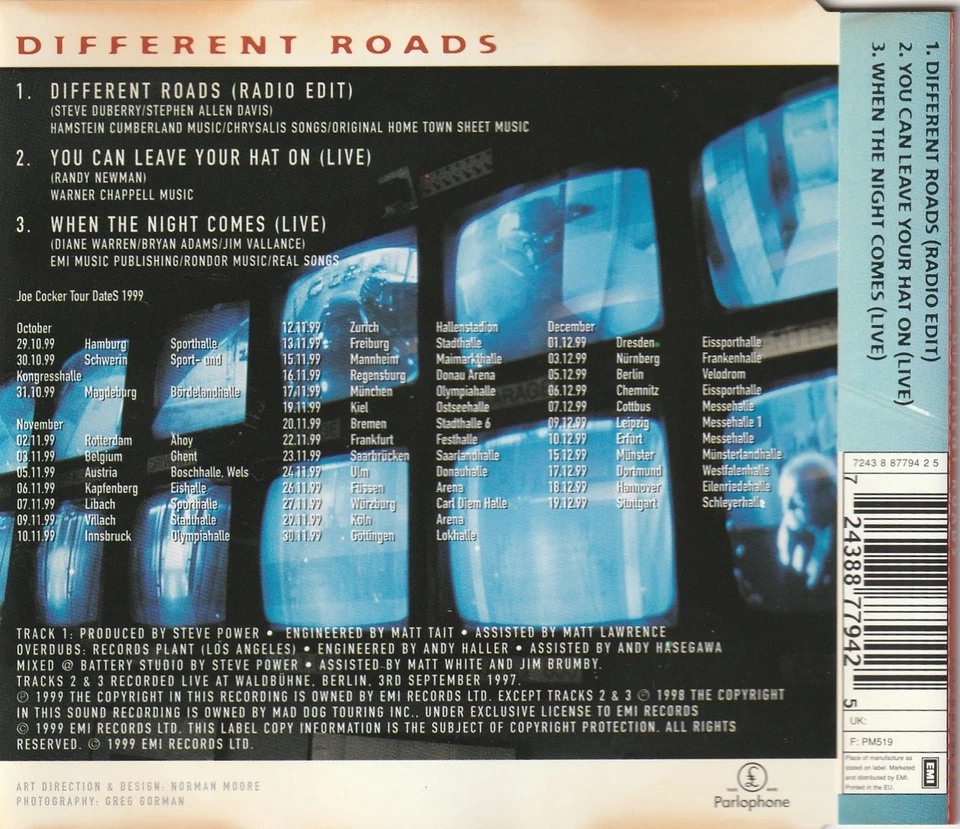 DIFFERENT ROADS
1. DIFFERENT ROADS (RADIO EDIT)
(STEVE DUBERRY/STEPHEN ALLEN DAVIS)
HAMSTEIN CUMBERLAND MUSIC/CHRYSALIS SONGS/ORIGINAL HOME TOWN SHEET MUSIC
2. YOU CAN LEAVE YOUR HAT ON (LIVE)
(RANDY NEWMAN)
WARNER CHAPPELL MUSIC
3. WHEN THE NIGHT COMES (LIVE)
(DIANE WARREN/BRYAN ADAMS/JIM VALLANCE)
EMI MUSIC PUBLISHING/RONDOR MUSIC/REAL SONGS
Joe Cocker Tour DateS 1999
October
29.10.99 Hamburg Sporthalle
30.10.99 Schwerin Sport- und
Kongresshalle
31.10.99 Magdeburg Bördelandhalle
November
02.11.99 Rotterdam Ahoy
03.11.99 Belgium Ghent
05.11.99 Austria Boschhalle, Wels
06.11.99 Kapfenberg Eishalle
07.11.99 Libach Sporthalle
09.11.99 Villach Stadthalle
10.11.99 Innsbruck Olympiahalle
12.11.99 Zurich Hallenstadion
13.11.99 Freiburg Stadthalle
15.11.99 Mannheim Maimarkthalle
16.11.99 Regensburg Donau Arena
17.11.99 München Olympiahalle
19.11.99 Kiel Ostseehalle
20.11.99 Bremen Stadthalle 6
22.11.99 Frankfurt Festhalle
23.11.99 Saarbrücken Saarlandhalle
24.11.99 Ulm Donauhalle
26.11.99 Füssen Arena
27.11.99 Würzburg Carl Diem Halle
29.11.99 Köln Arena
30.11.99 Göttingen Lokhalle
December
01.12.99 Dresden Eissporthalle
03.12.99 Nürnberg Frankenhalle
05.12.99 Berlin Velodrom
06.12.99 Chemnitz Eissporthalle
07.12.99 Cottbus Messehalle
09.12.99 Leipzig Messehalle 1
10.12.99 Erfurt Messehalle
15.12.99 Münster Münsterlandhalle
17.12.99 Dortmund Westfalenhalle
18.12.99 Hannover Eilenriedehalle
19.12.99 Stuttgart Schleyerhalle
TRACK 1: PRODUCED BY STEVE POWER • ENGINEERED BY MATT TAIT • ASSISTED BY MATT LAWRENCE
OVERDUBS: RECORDS PLANT (LOS ANGELES) • ENGINEERED BY ANDY HALLER • ASSISTED BY ANDY HASEGAWA
MIXED @ BATTERY STUDIO BY STEVE POWER • ASSISTED BY MATT WHITE AND JIM BRUMBY.
TRACKS 2 & 3 RECORDED LIVE AT WALDBÜHNE, BERLIN, 3RD SEPTEMBER 1997.
℗ 1999 THE COPYRIGHT IN THIS RECORDING IS OWNED BY EMI RECORDS LTD. EXCEPT TRACKS 2 & 3 ℗ 1998 THE COPYRIGHT
IN THIS SOUND RECORDING IS OWNED BY MAD DOG TOURING INC., UNDER EXCLUSIVE LICENSE TO EMI RECORDS
© 1999 EMI RECORDS LTD. THIS LABEL COPY INFORMATION IS THE SUBJECT OF COPYRIGHT PROTECTION. ALL RIGHTS
RESERVED. © 1999 EMI RECORDS LTD.
ART DIRECTION & DESIGN: NORMAN MOORE
PHOTOGRAPHY: GREG GORMAN
TRADE £ MARK
Parlophone
1. DIFFERENT ROADS (RADIO EDIT)
2. YOU CAN LEAVE YOUR HAT ON (LIVE)
3. WHEN THE NIGHT COMES (LIVE)
7243 8 87794 2 5
7 24388 77942 5
UK:
F: PM519
Place of manufacture as
stated on label. Marketed
and distributed by EMI.
Printed in the EU.
EMI